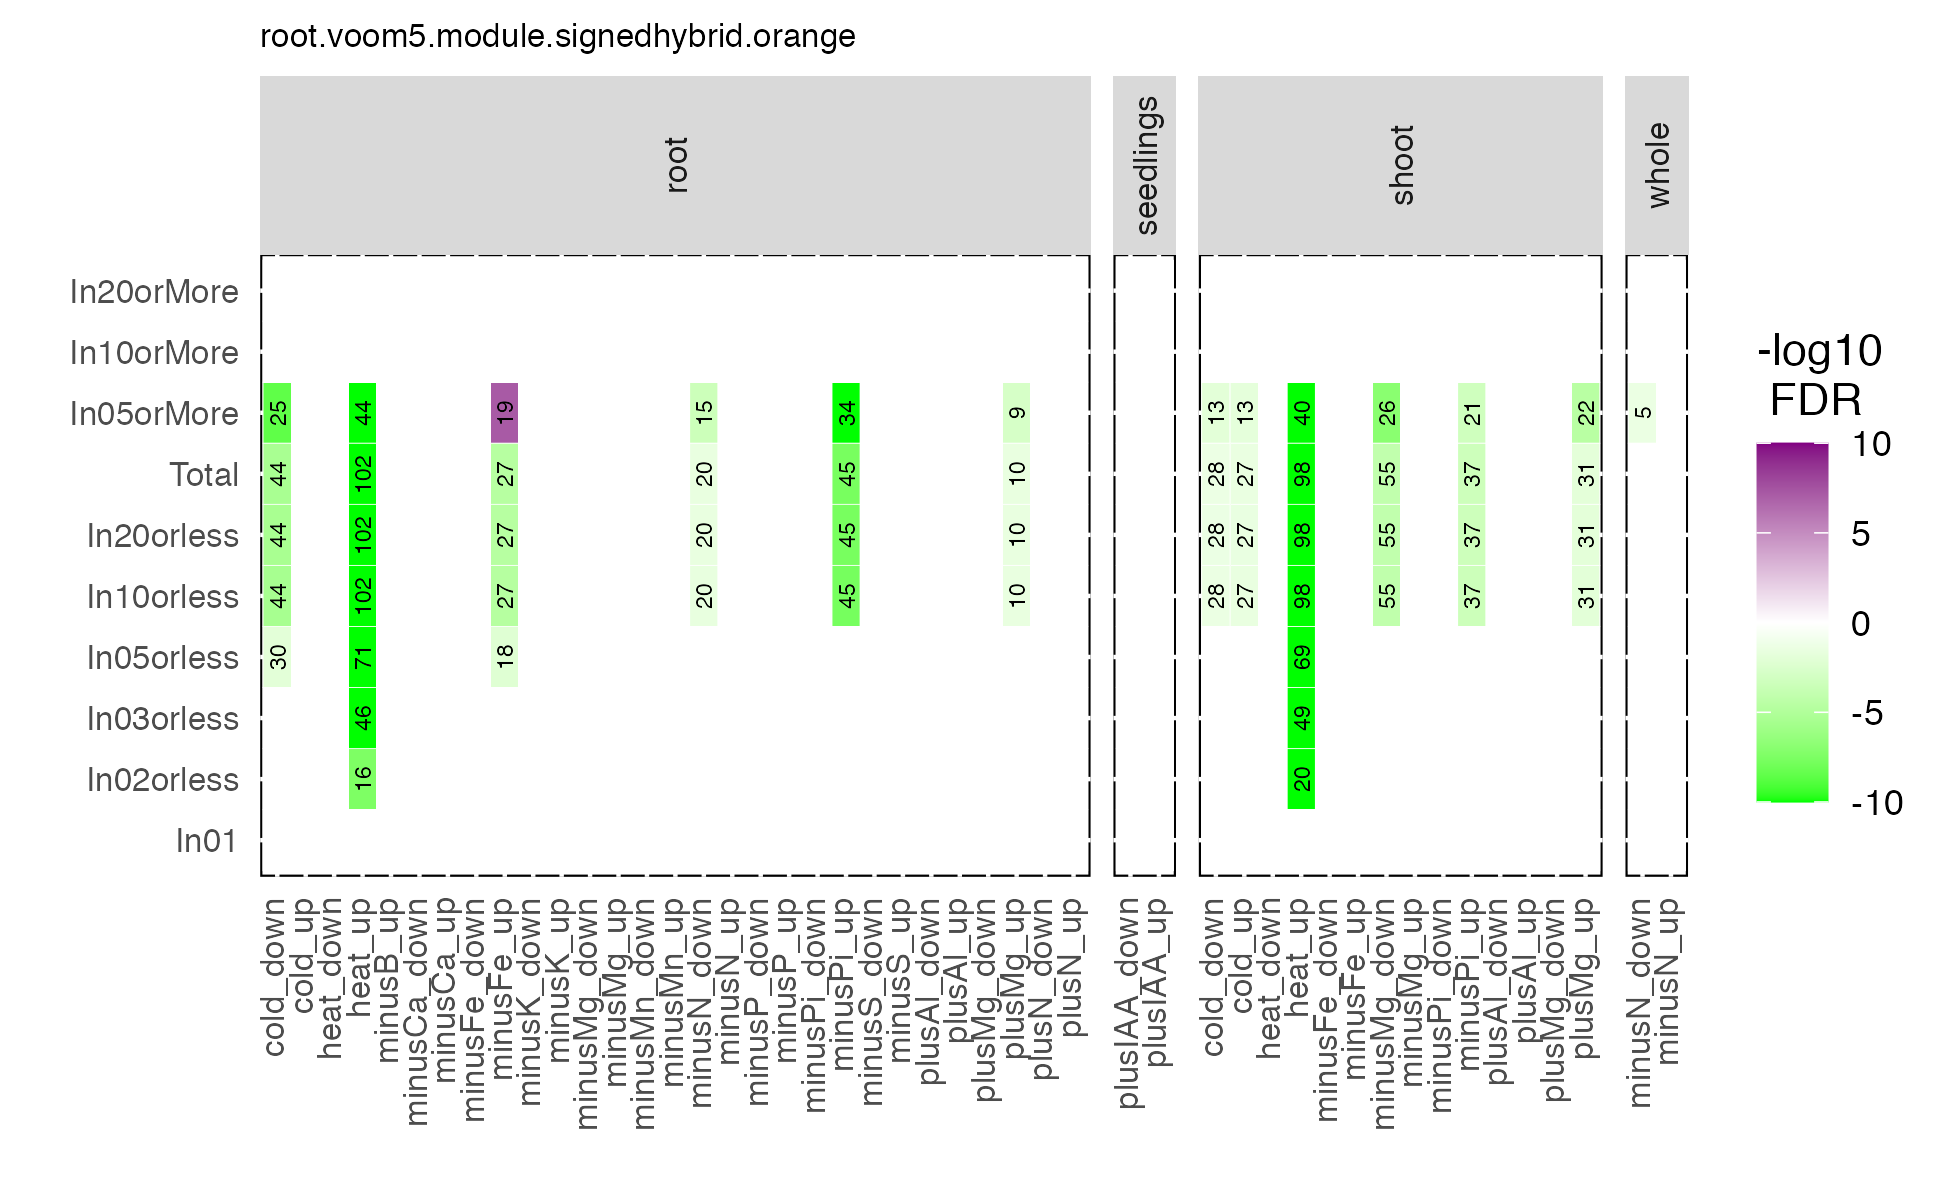 root.voom5.module.signedhybrid.orange
root
seedlings
shoot
whole
In20orMore
In10orMore
In05orMore 25 44 19 15 34 9 13 13 40 26 21 22 5
Total 44 102 27 20 45 10 28 27 98 55 37 31
In20orless 44 102 27 20 45 10 28 27 98 55 37 31
In10orless 44 102 27 20 45 10 28 27 98 55 37 31
In05orless 30 71 18 69
In03orless 46 49
In02orless 16 20
In01
cold_down
cold_up
heat_down
heat_up
minusB_up
minusCa_down
minusCa_up
minusFe_down
minusFe_up
minusK_down
minusK_up
minusMg_down
minusMg_up
minusMn_down
minusMn_up
minusN_down
minusN_up
minusP_down
minusP_up
minusPi_down
minusPi_up
minusS_down
minusS_up
plusAl_down
plusAl_up
plusMg_down
plusMg_up
plusN_down
plusN_up
plusIAA_down
plusIAA_up
cold_down
cold_up
heat_down
heat_up
minusFe_down
minusFe_up
minusMg_down
minusMg_up
minusPi_down
minusPi_up
plusAl_down
plusAl_up
plusMg_down
plusMg_up
minusN_down
minusN_up
-log10
FDR
10
5
0
-5
-10